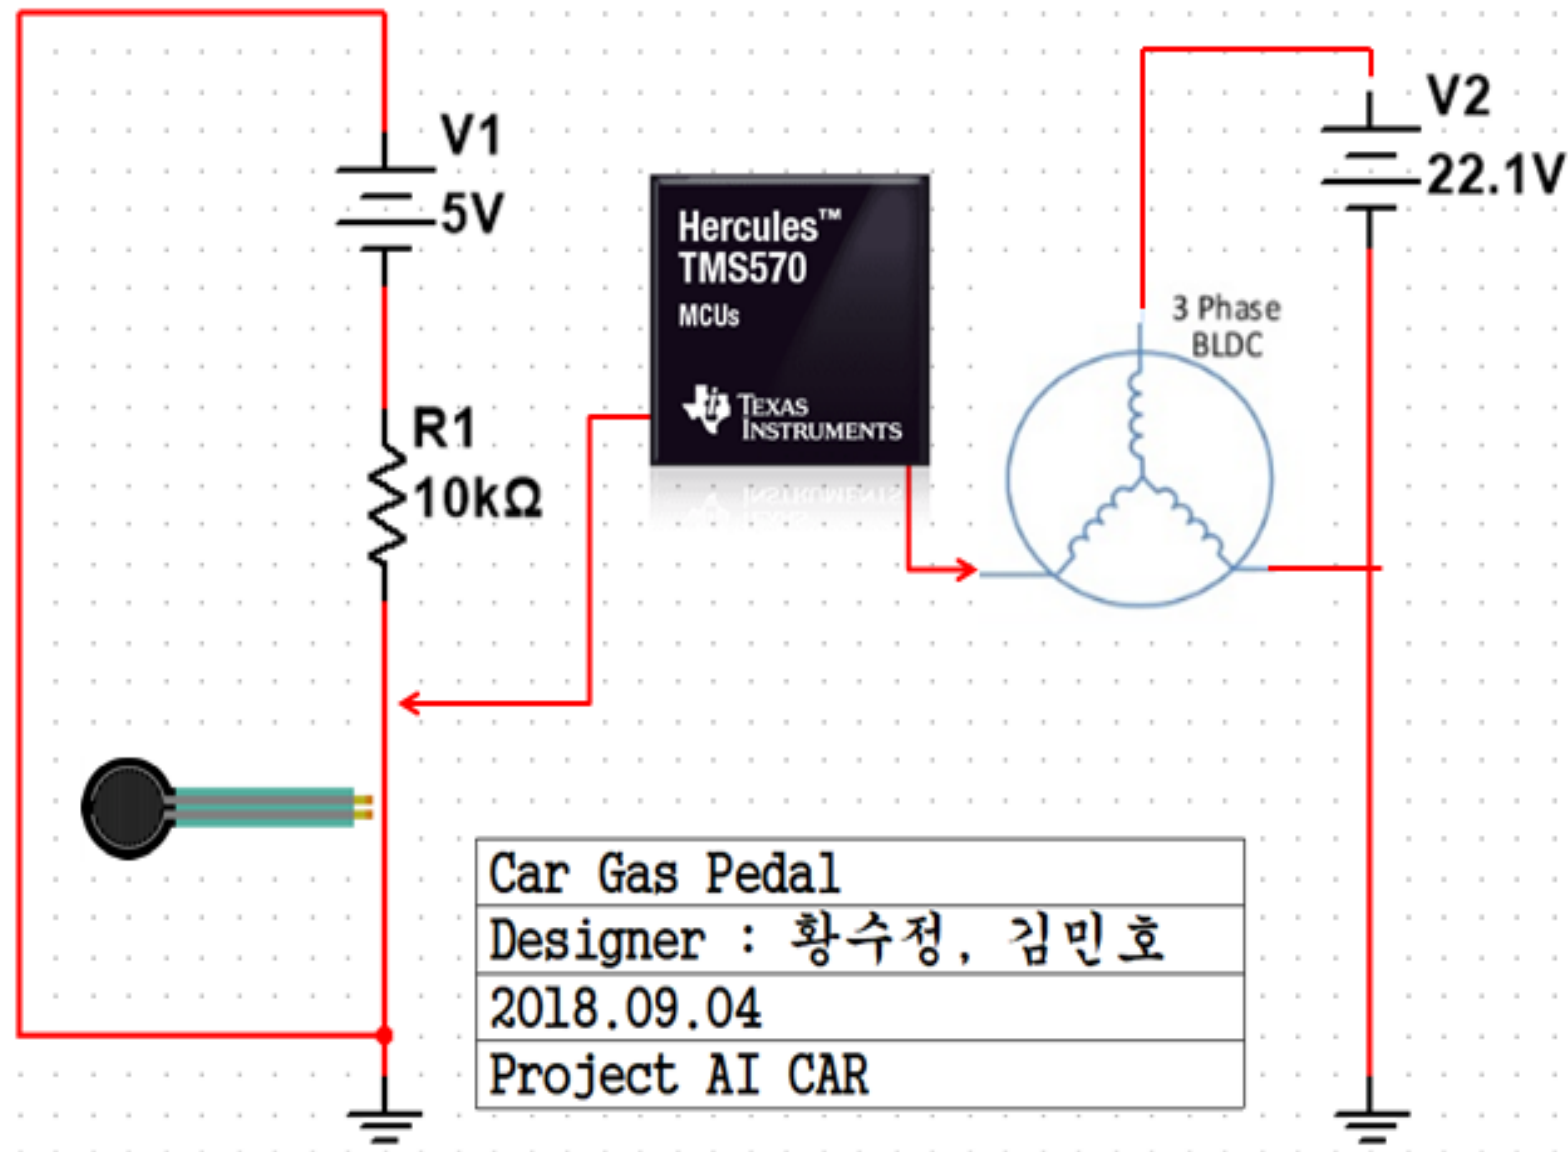 V1
5V
R1
10kΩ
Hercules™
TMS570
MCUs
TEXAS
INSTRUMENTS
3 Phase
BLDC
V2
22.1V
Car Gas Pedal
Designer : 황수정, 김민호
2018.09.04
Project AI CAR